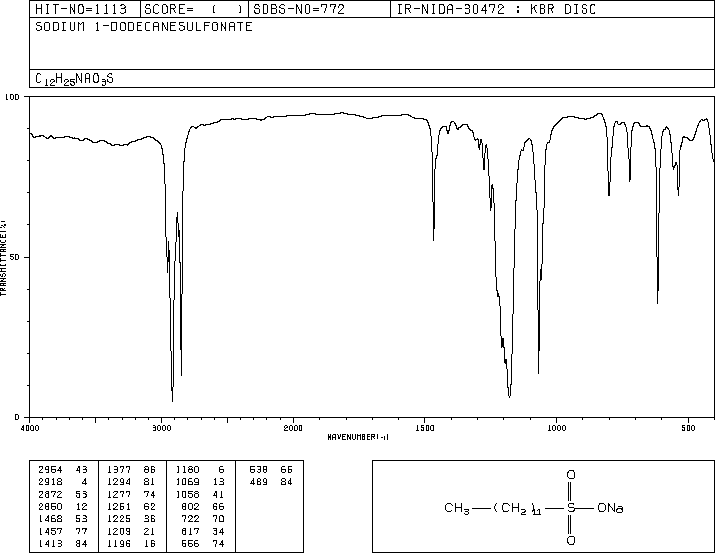 HIT-NO=1113 SCORE= ( ) SDBS-NO=772 IR-NIDA-30472 : KBR DISC
SODIUM 1-DODECANESULFONATE
C12H25NAO3S
100
50
0
TRANSMITTANCE(%)
4000 3000 2000 1500 1000 500
WAVENUMBER(-1)
2954 43 1377 86 1180 6 538 66
2918 4 1294 81 1069 13 489 84
2872 53 1277 74 1058 41
2850 12 1251 62 802 66
1468 53 1225 36 722 70
1457 77 1209 21 617 34
1413 84 1196 16 556 74
O
CH3—(CH2)11—S—ONa
O